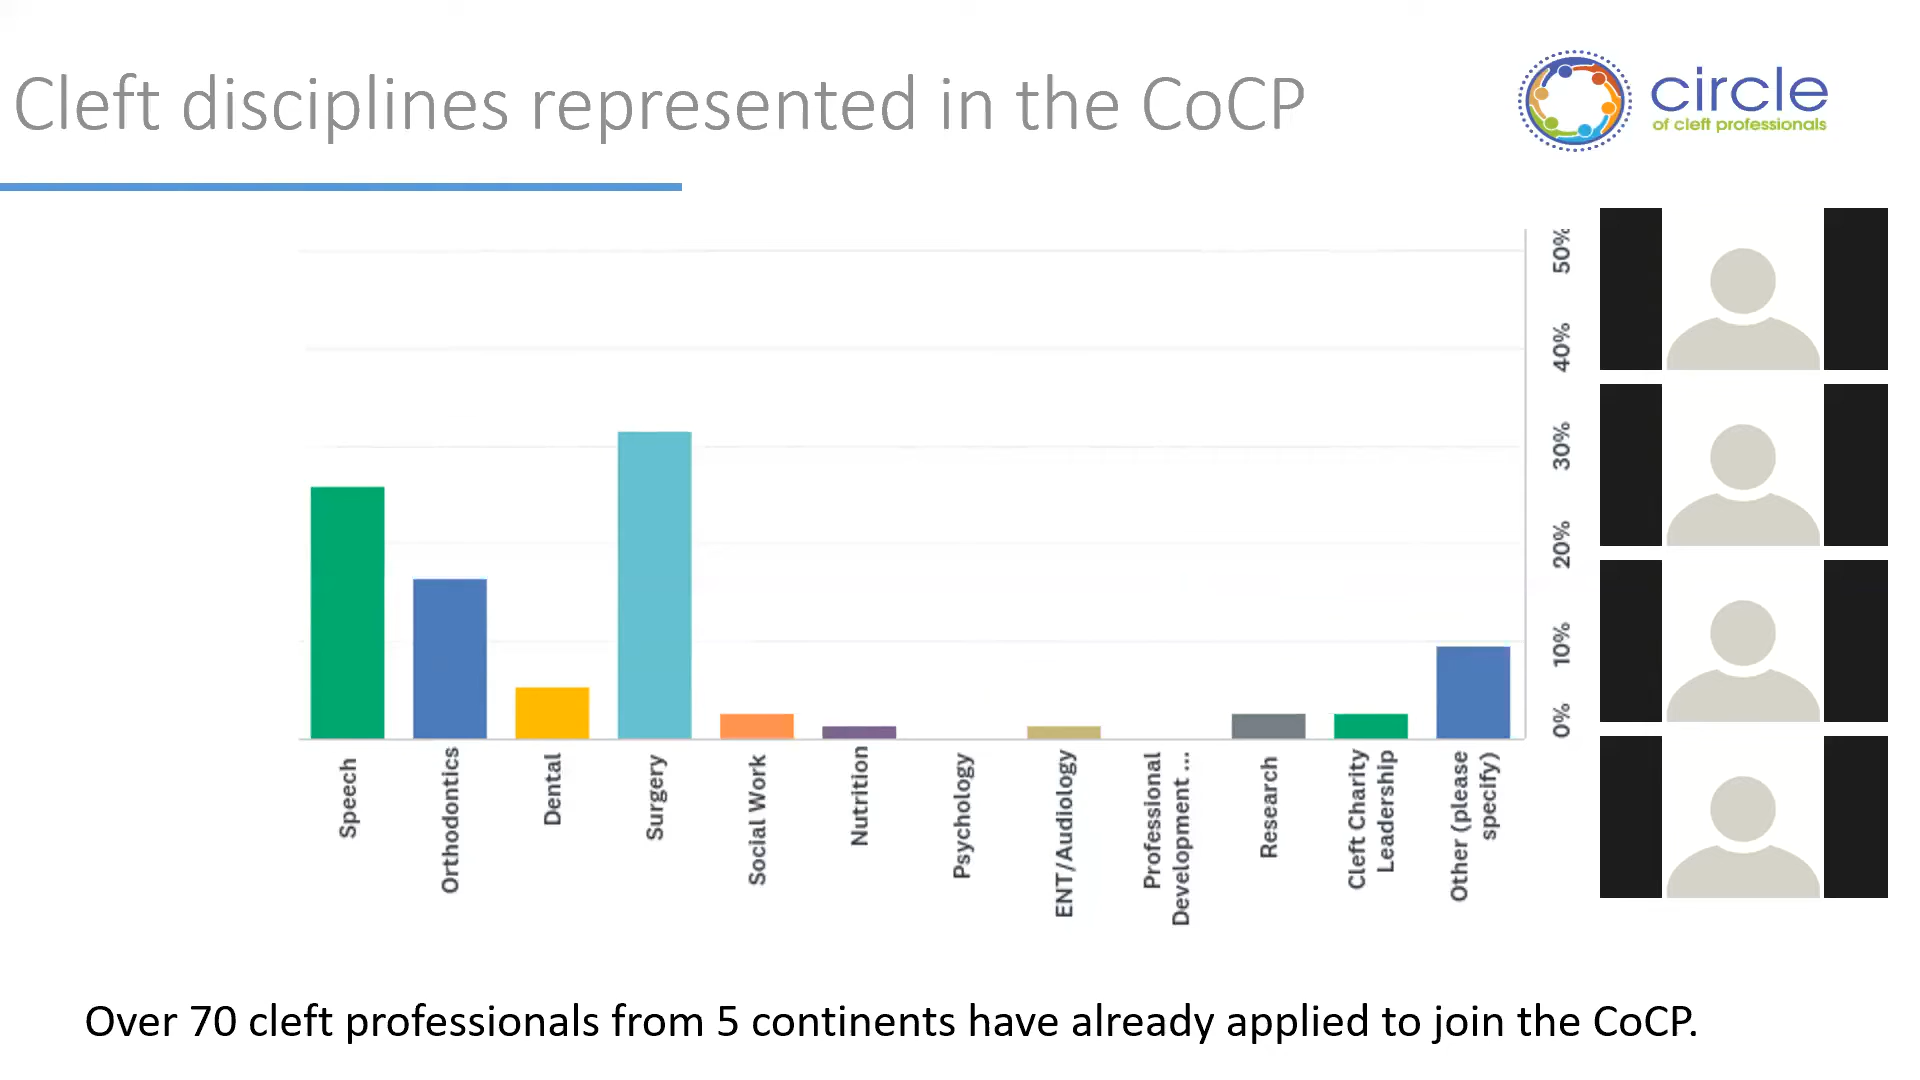 Cleft disciplines represented in the CoCP
circle
of cleft professionals
50%
40%
30%
20%
10%
0%
Speech
Orthodontics
Dental
Surgery
Social Work
Nutrition
Psychology
ENT/Audiology
Professional
Development ...
Research
Cleft Charity
Leadership
Other (please
specify)
Over 70 cleft professionals from 5 continents have already applied to join the CoCP.